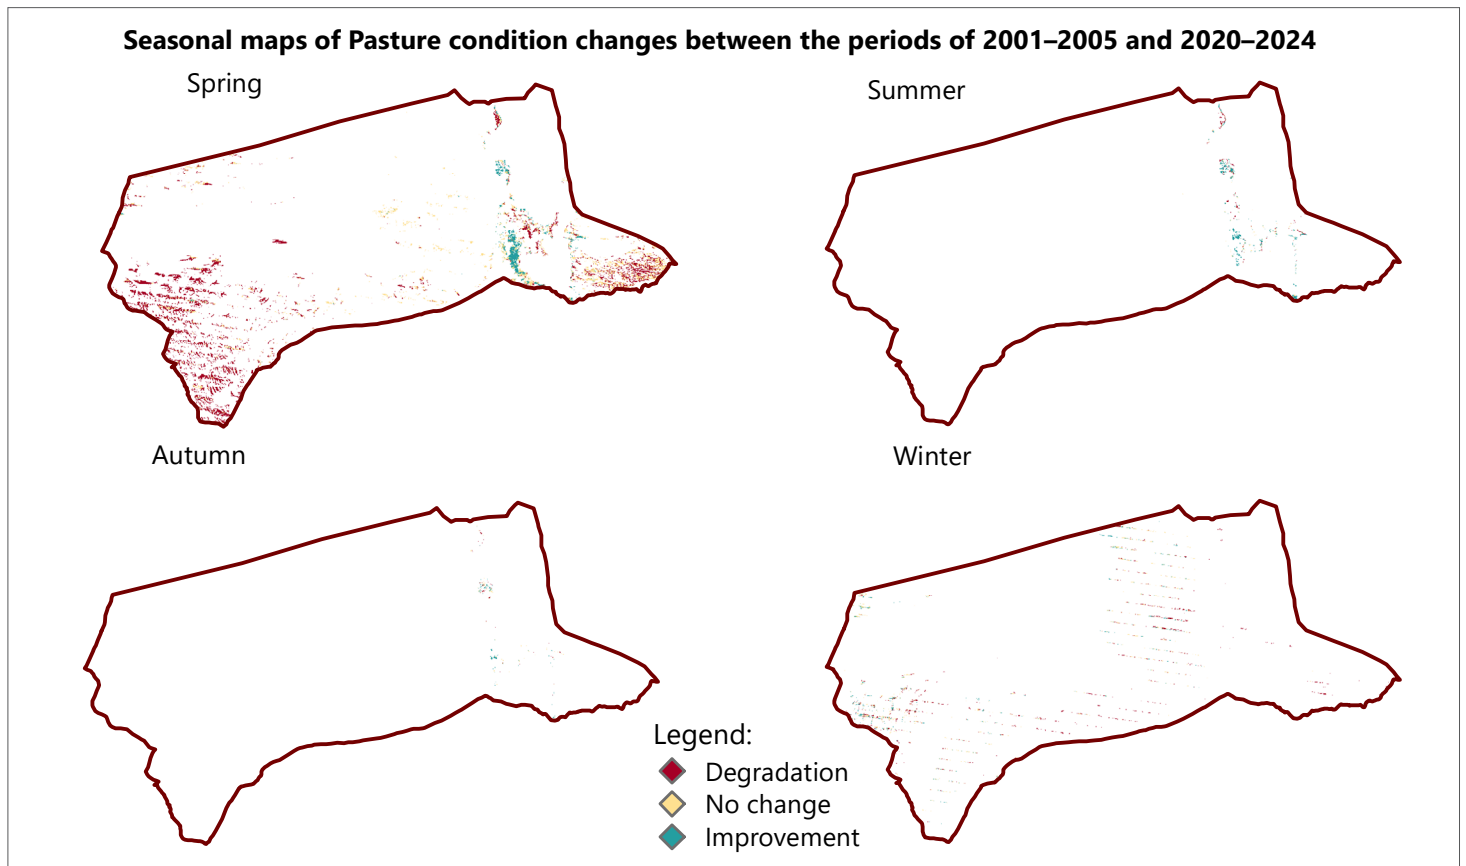 Seasonal maps of Pasture condition changes between the periods of 2001–2005 and 2020–2024
Spring
Summer
Autumn
Winter
Legend:
Degradation
No change
Improvement